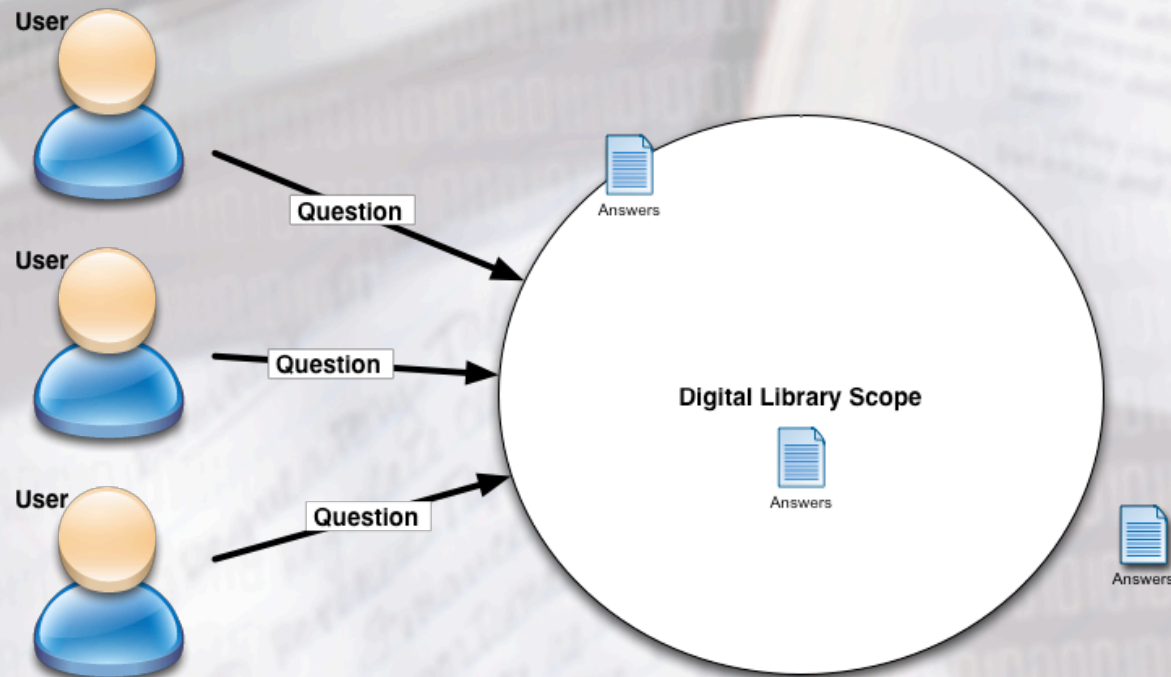 User
Question
Answers
User
Question
Digital Library Scope
Answers
User
Question
Answers